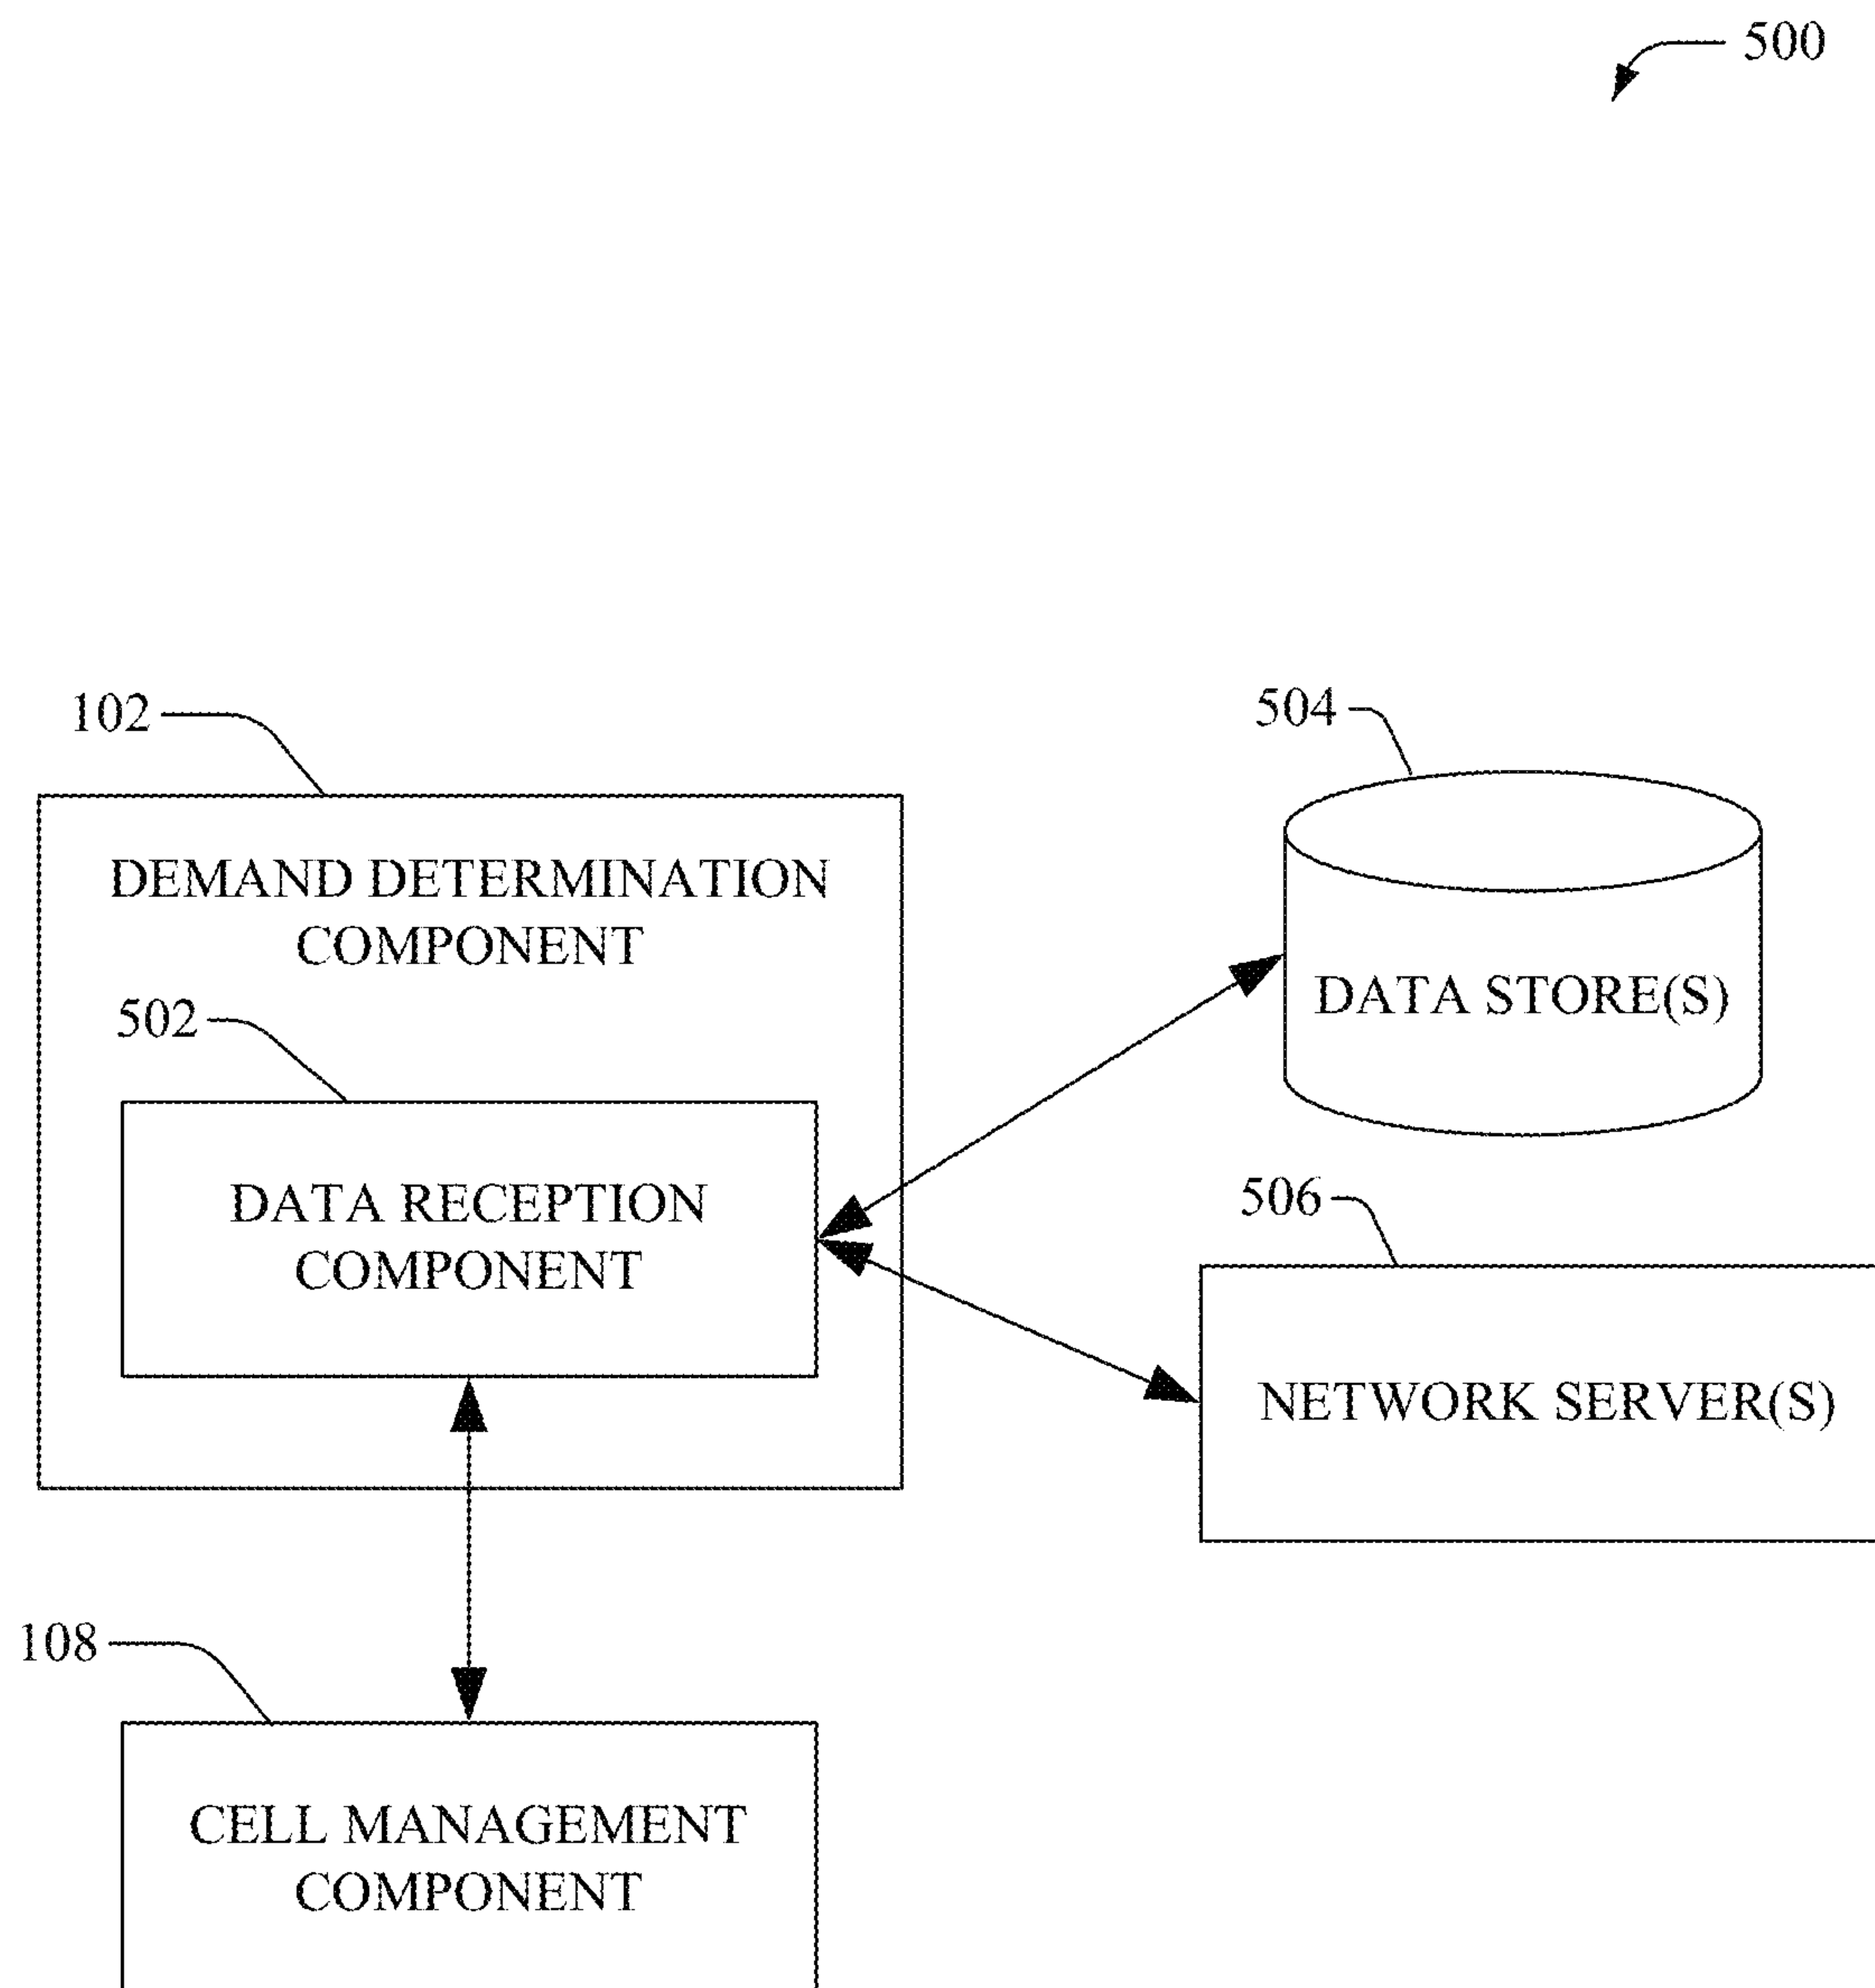 500
102
504
DEMAND DETERMINATION
COMPONENT
502
DATA STORE(S)
DATA RECEPTION
COMPONENT
506
NETWORK SERVER(S)
108
CELL MANAGEMENT
COMPONENT